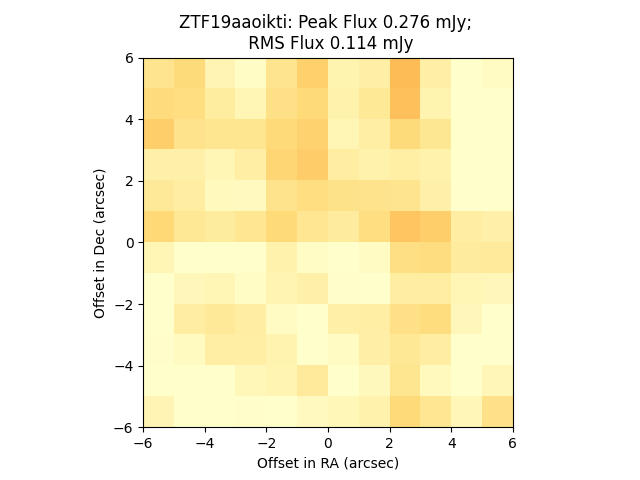 ZTF19aaoikti: Peak Flux 0.276 mJy;
RMS Flux 0.114 mJy
6
4
2
0
−2
−4
−6
Offset in Dec (arcsec)
−6 −4 −2 0 2 4 6
Offset in RA (arcsec)